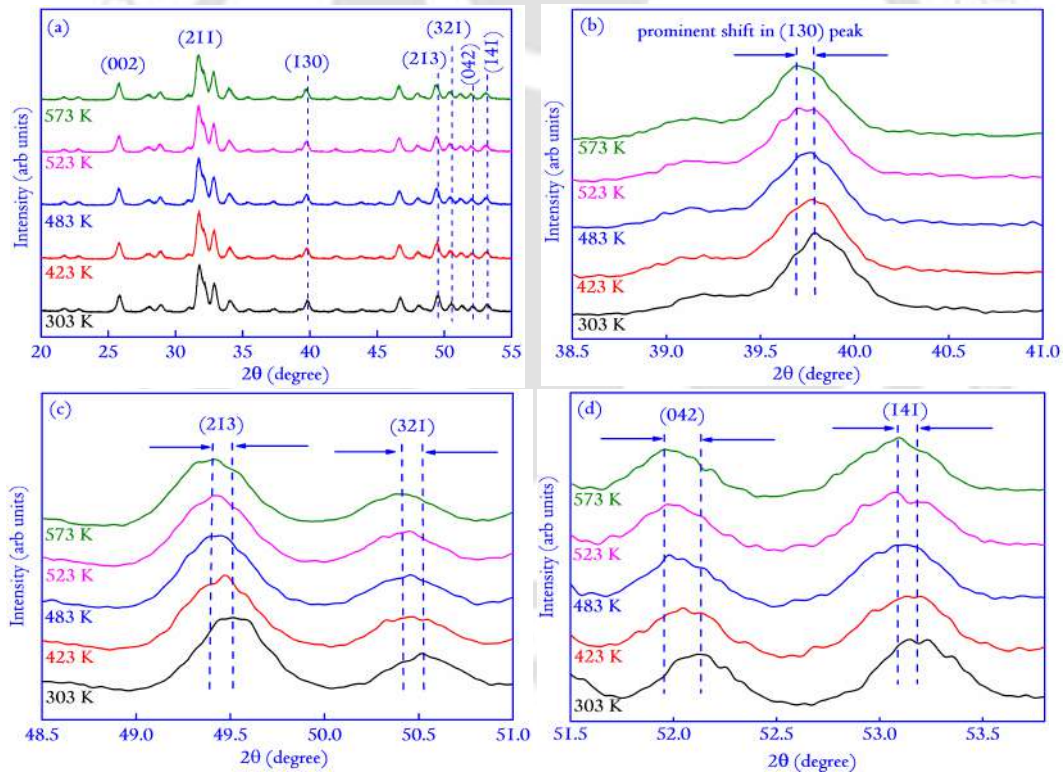 (a)
(002)
(211)
(130)
(213)
(321)
(042)
(141)
573 K
523 K
483 K
423 K
303 K
20 25 30 35 40 45 50 55
2θ (degree)
Intensity (arb units)
(b)
prominent shift in (130) peak
573 K
523 K
483 K
423 K
303 K
38.5 39.0 39.5 40.0 40.5 41.0
2θ (degree)
Intensity (arb units)
(c)
(213)
(321)
573 K
523 K
483 K
423 K
303 K
48.5 49.0 49.5 50.0 50.5 51.0
2θ (degree)
Intensity (arb units)
(d)
(042)
(141)
573 K
523 K
483 K
423 K
303 K
51.5 52.0 52.5 53.0 53.5
2θ (degree)
Intensity (arb units)